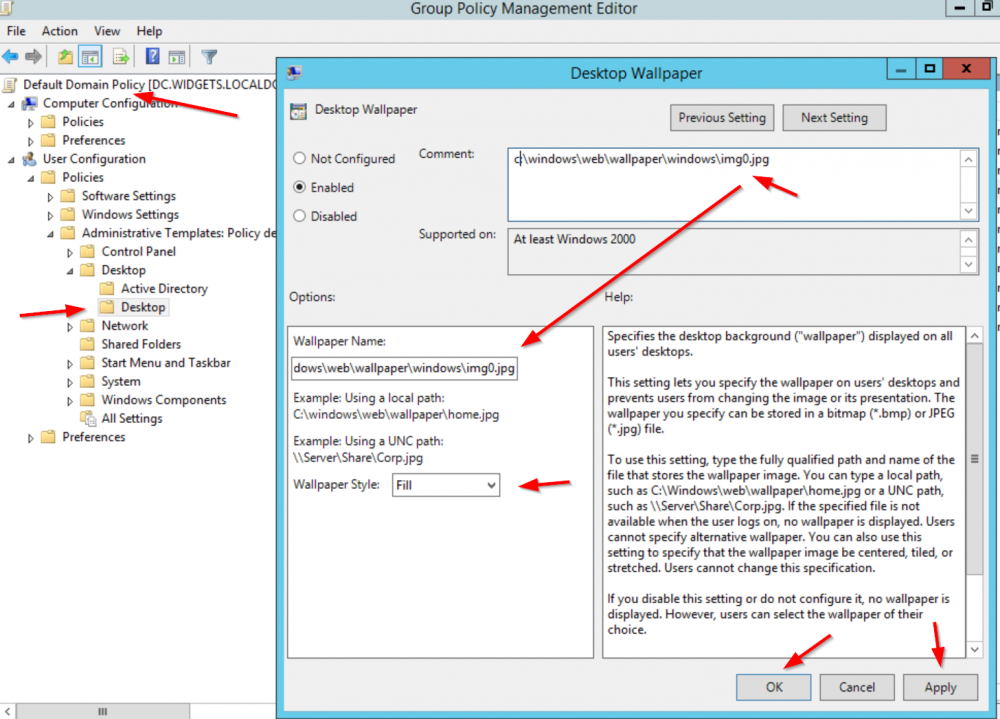 Group Policy Management Editor
File Action View Help
Default Domain Policy [DC.WIDGETS.LOCALDO
Computer Configuration
Policies
Preferences
User Configuration
Policies
Software Settings
Windows Settings
Administrative Templates: Policy de
Control Panel
Desktop
Active Directory
Desktop
Network
Shared Folders
Start Menu and Taskbar
System
Windows Components
All Settings
Preferences
Desktop Wallpaper
Desktop Wallpaper
Previous Setting
Next Setting
Not Configured
Enabled
Disabled
Comment:
c\windows\web\wallpaper\windows\img0.jpg
Supported on:
At least Windows 2000
Options:
Help:
Wallpaper Name:
dows\web\wallpaper\windows\img0.jpg
Example: Using a local path:
C:\windows\web\wallpaper\home.jpg
Example: Using a UNC path:
\\Server\Share\Corp.jpg
Wallpaper Style: Fill
Specifies the desktop background ("wallpaper") displayed on all
users' desktops.
This setting lets you specify the wallpaper on users' desktops and
prevents users from changing the image or its presentation. The
wallpaper you specify can be stored in a bitmap (*.bmp) or JPEG
(*.jpg) file.
To use this setting, type the fully qualified path and name of the
file that stores the wallpaper image. You can type a local path,
such as C:\Windows\web\wallpaper\home.jpg or a UNC path,
such as \\Server\Share\Corp.jpg. If the specified file is not
available when the user logs on, no wallpaper is displayed. Users
cannot specify alternative wallpaper. You can also use this
setting to specify that the wallpaper image be centered, tiled, or
stretched. Users cannot change this specification.
If you disable this setting or do not configure it, no wallpaper is
displayed. However, users can select the wallpaper of their
choice.
OK
Cancel
Apply